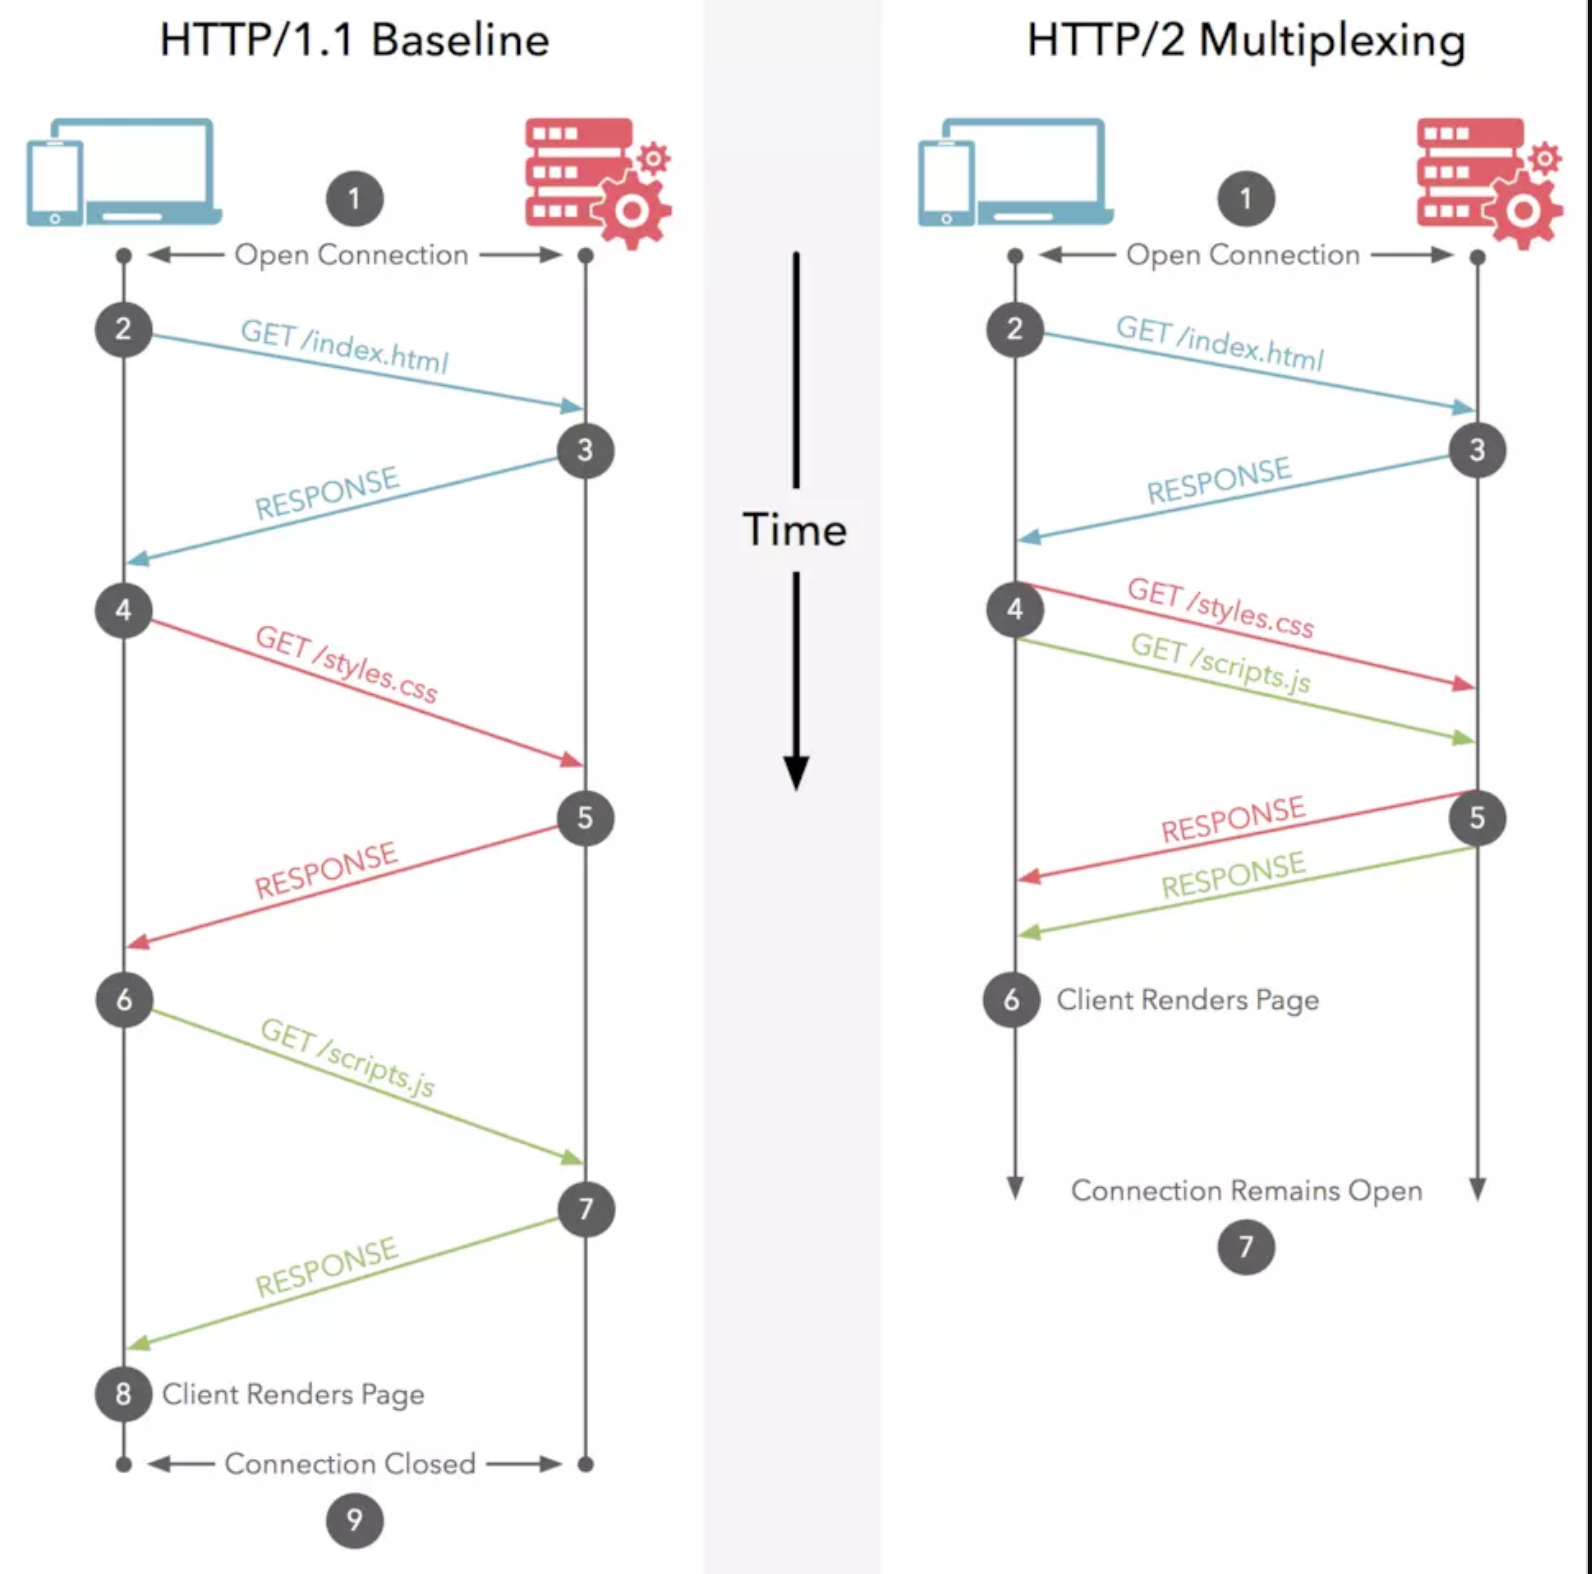 HTTP/1.1 Baseline
1
Open Connection
2
GET /index.html
3
RESPONSE
4
GET /styles.css
5
RESPONSE
6
GET /scripts.js
7
RESPONSE
8 Client Renders Page
Connection Closed
9
Time
HTTP/2 Multiplexing
1
Open Connection
2
GET /index.html
3
RESPONSE
4
GET /styles.css
GET /scripts.js
5
RESPONSE
RESPONSE
6 Client Renders Page
Connection Remains Open
7